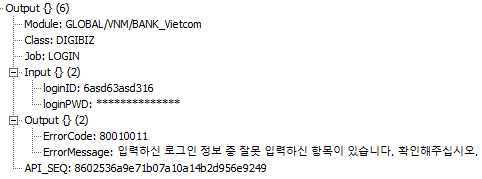 Output {} (6)
Module: GLOBAL/VNM/BANK_Vietcom
Class: DIGIBIZ
Job: LOGIN
Input {} (2)
loginID: 6asd63asd316
loginPWD: **************
Output {} (2)
ErrorCode: 80010011
ErrorMessage: 입력하신 로그인 정보 중 잘못 입력하신 항목이 있습니다. 확인해주십시오.
API_SEQ: 8602536a9e71b07a10a14b2d956e9249